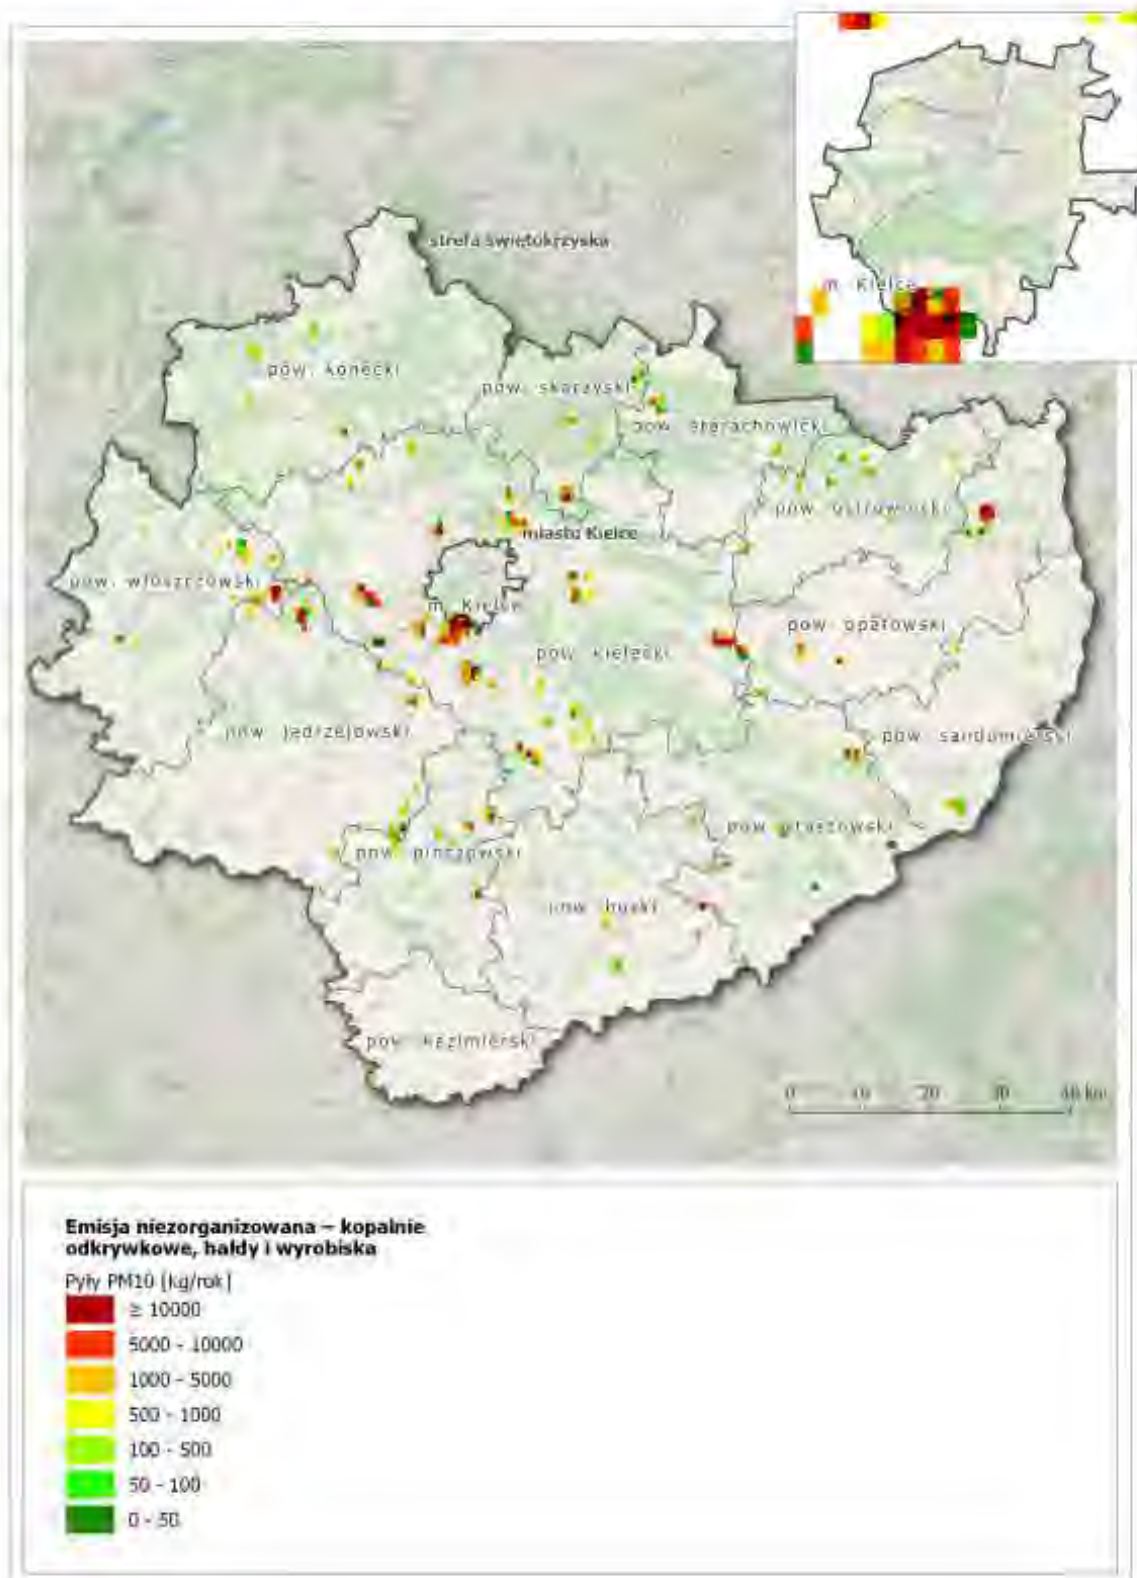 strefa świętokrzyska
m. Kielce
pow. konecki
pow. skarżyski
pow. starachowicki
pow. ostrowiecki
miasto Kielce
pow. włoszczowski
m. Kielce
pow. opatowski
pow. kielecki
pow. jędrzejowski
pow. sandomierski
pow. staszowski
pow. pińczowski
pow. buski
pow. kazimierski
0 10 20 30 40 km
Emisja niezorganizowana – kopalnie
odkrywkowe, hałdy i wyrobiska
Pyły PM10 [kg/rok]
≥ 10000
5000 - 10000
1000 - 5000
500 - 1000
100 - 500
50 - 100
0 - 50